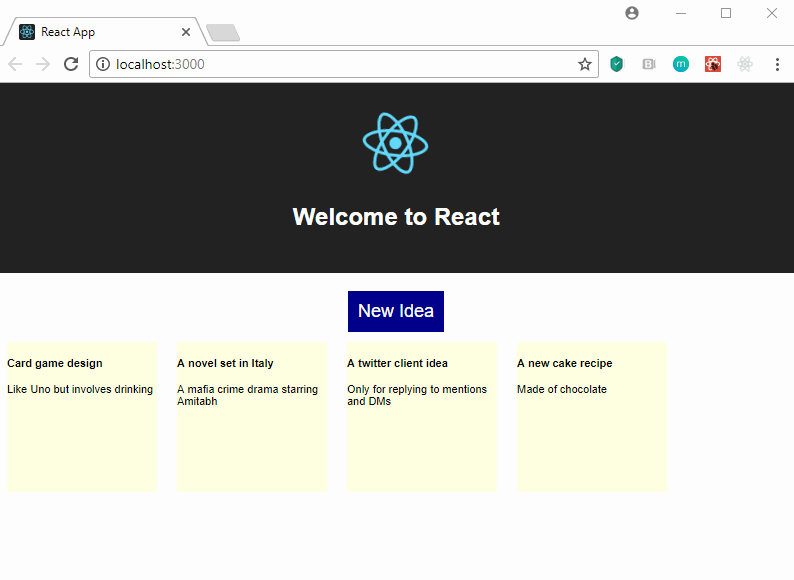 React App
localhost:3000
Welcome to React
New Idea
Card game design
Like Uno but involves drinking
A novel set in Italy
A mafia crime drama starring
Amitabh
A twitter client idea
Only for replying to mentions
and DMs
A new cake recipe
Made of chocolate